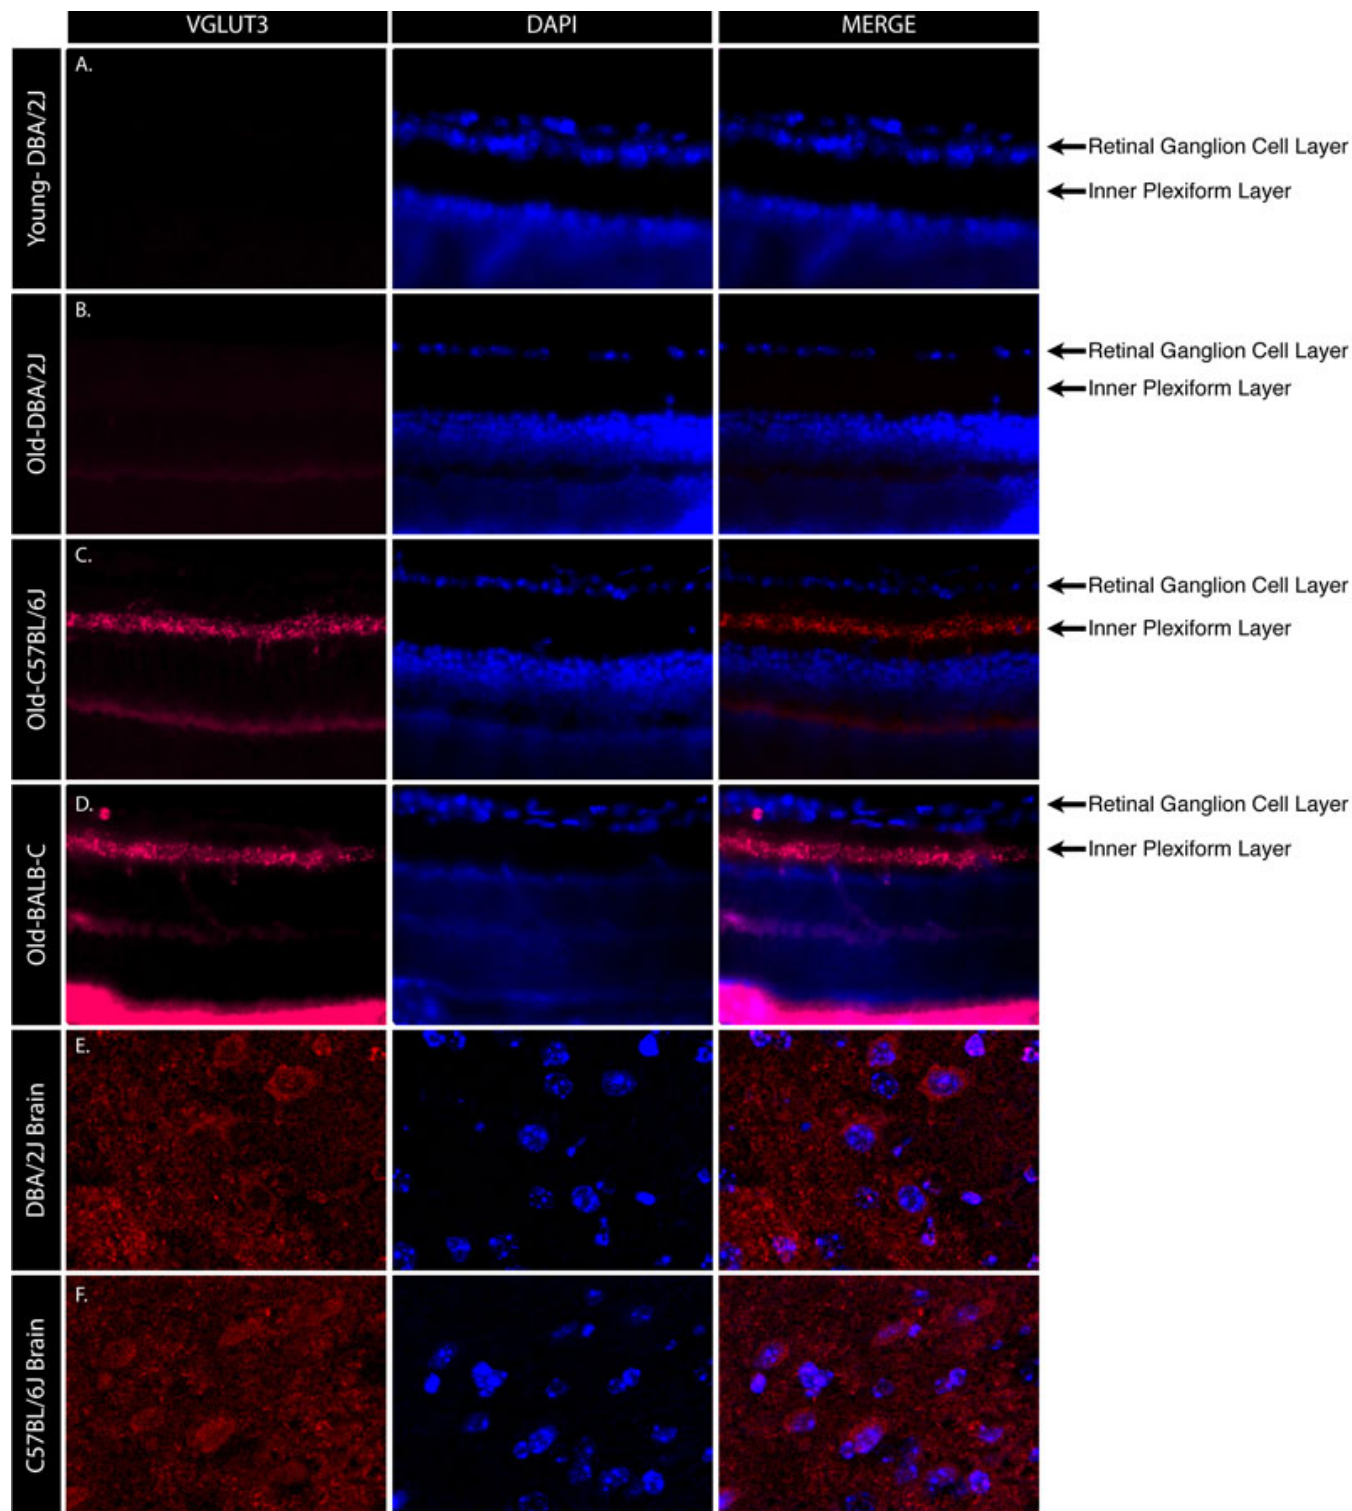 VGLUT3 DAPI MERGE
Young- DBA/2J
A.
Retinal Ganglion Cell Layer
Inner Plexiform Layer
Old-DBA/2J
B.
Retinal Ganglion Cell Layer
Inner Plexiform Layer
Old-C57BL/6J
C.
Retinal Ganglion Cell Layer
Inner Plexiform Layer
Old-BALB-C
D.
Retinal Ganglion Cell Layer
Inner Plexiform Layer
DBA/2J Brain
E.
C57BL/6J Brain
F.